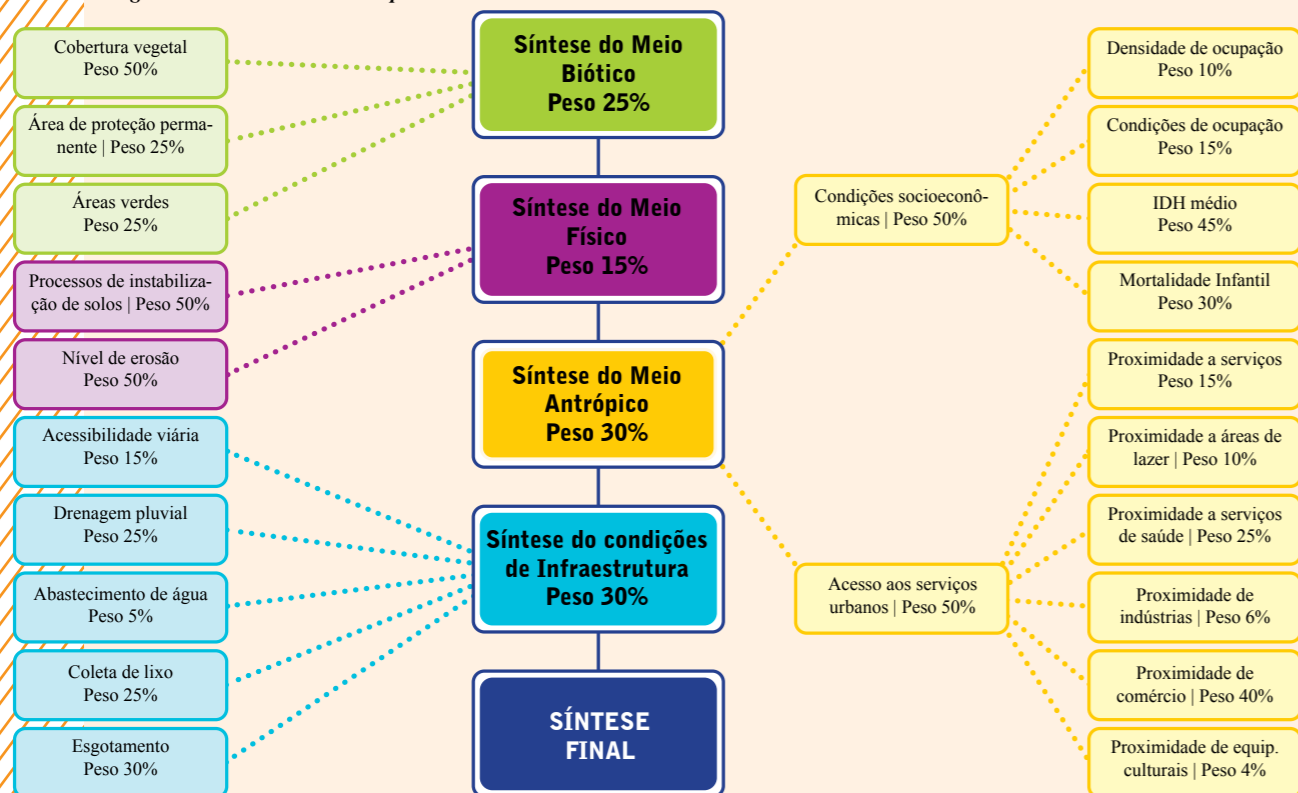 Cobertura vegetal
Peso 50%
Área de proteção perma-
nente | Peso 25%
Áreas verdes
Peso 25%
Processos de instabiliza-
ção de solos | Peso 50%
Nível de erosão
Peso 50%
Acessibilidade viária
Peso 15%
Drenagem pluvial
Peso 25%
Abastecimento de água
Peso 5%
Coleta de lixo
Peso 25%
Esgotamento
Peso 30%
Síntese do Meio
Biótico
Peso 25%
Síntese do Meio
Físico
Peso 15%
Síntese do Meio
Antrópico
Peso 30%
Síntese do condições
de Infraestrutura
Peso 30%
SÍNTESE
FINAL
Condições socioeconô-
micas | Peso 50%
Acesso aos serviços
urbanos | Peso 50%
Densidade de ocupação
Peso 10%
Condições de ocupação
Peso 15%
IDH médio
Peso 45%
Mortalidade Infantil
Peso 30%
Proximidade a serviços
Peso 15%
Proximidade a áreas de
lazer | Peso 10%
Proximidade a serviços
de saúde | Peso 25%
Proximidade de
indústrias | Peso 6%
Proximidade de
comércio | Peso 40%
Proximidade de equip.
culturais | Peso 4%